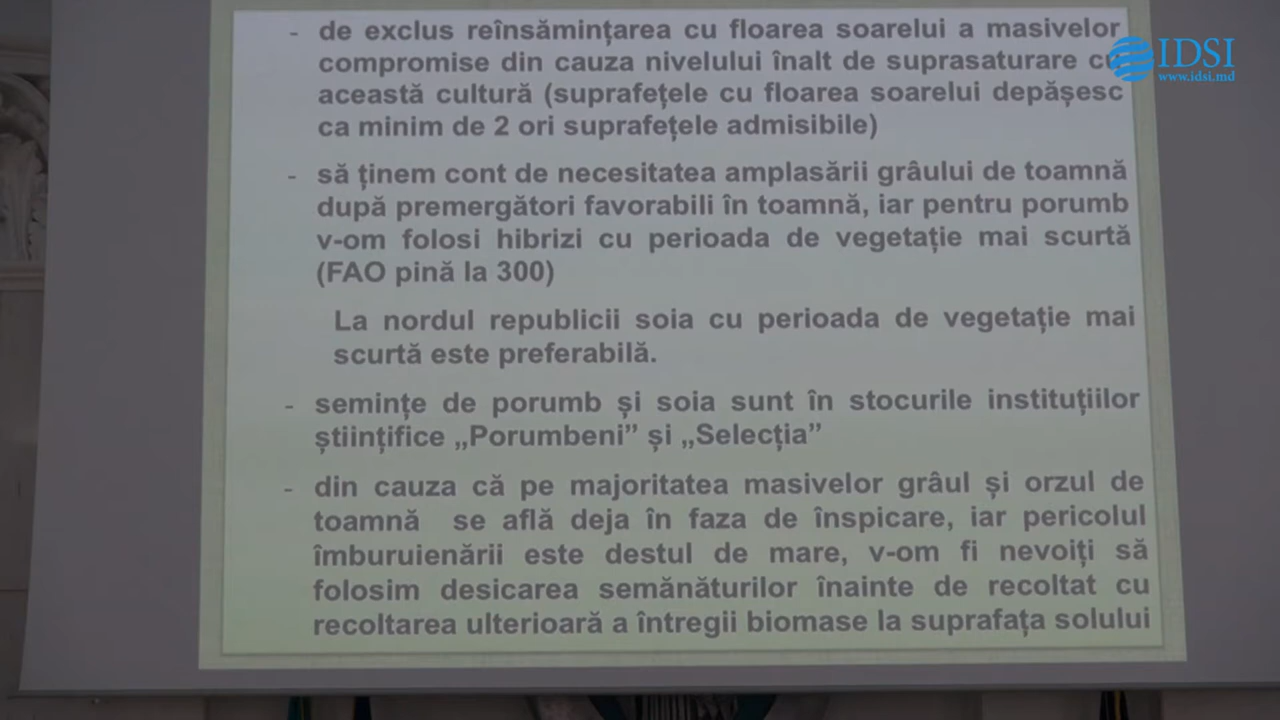 - de exclus reînsămințarea cu floarea soarelui a masivelor
compromise din cauza nivelului înalt de suprasaturare
această cultură (suprafețele cu floarea soarelui depășesc
ca minim de 2 ori suprafețele admisibile)
- să ținem cont de necesitatea amplasării grâului de toamnă
după premergători favorabili în toamnă, iar pentru porumb
v-om folosi hibrizi cu perioada de vegetație mai scurtă
(FAO pină la 300)
La nordul republicii soia cu perioada de vegetație mai
scurtă este preferabilă.
- semințe de porumb și soia sunt în stocurile instituțiilor
științifice „Porumbeni” și „Selecția”
- din cauza că pe majoritatea masivelor grâul și orzul de
toamnă se află deja în faza de înspicare, iar pericolul
îmburuienării este destul de mare, v-om fi nevoiți să
folosim desicarea semănăturilor înainte de recoltat cu
recoltarea ulterioară a întregii biomase la suprafața solului
IDSI
www.idsi.md